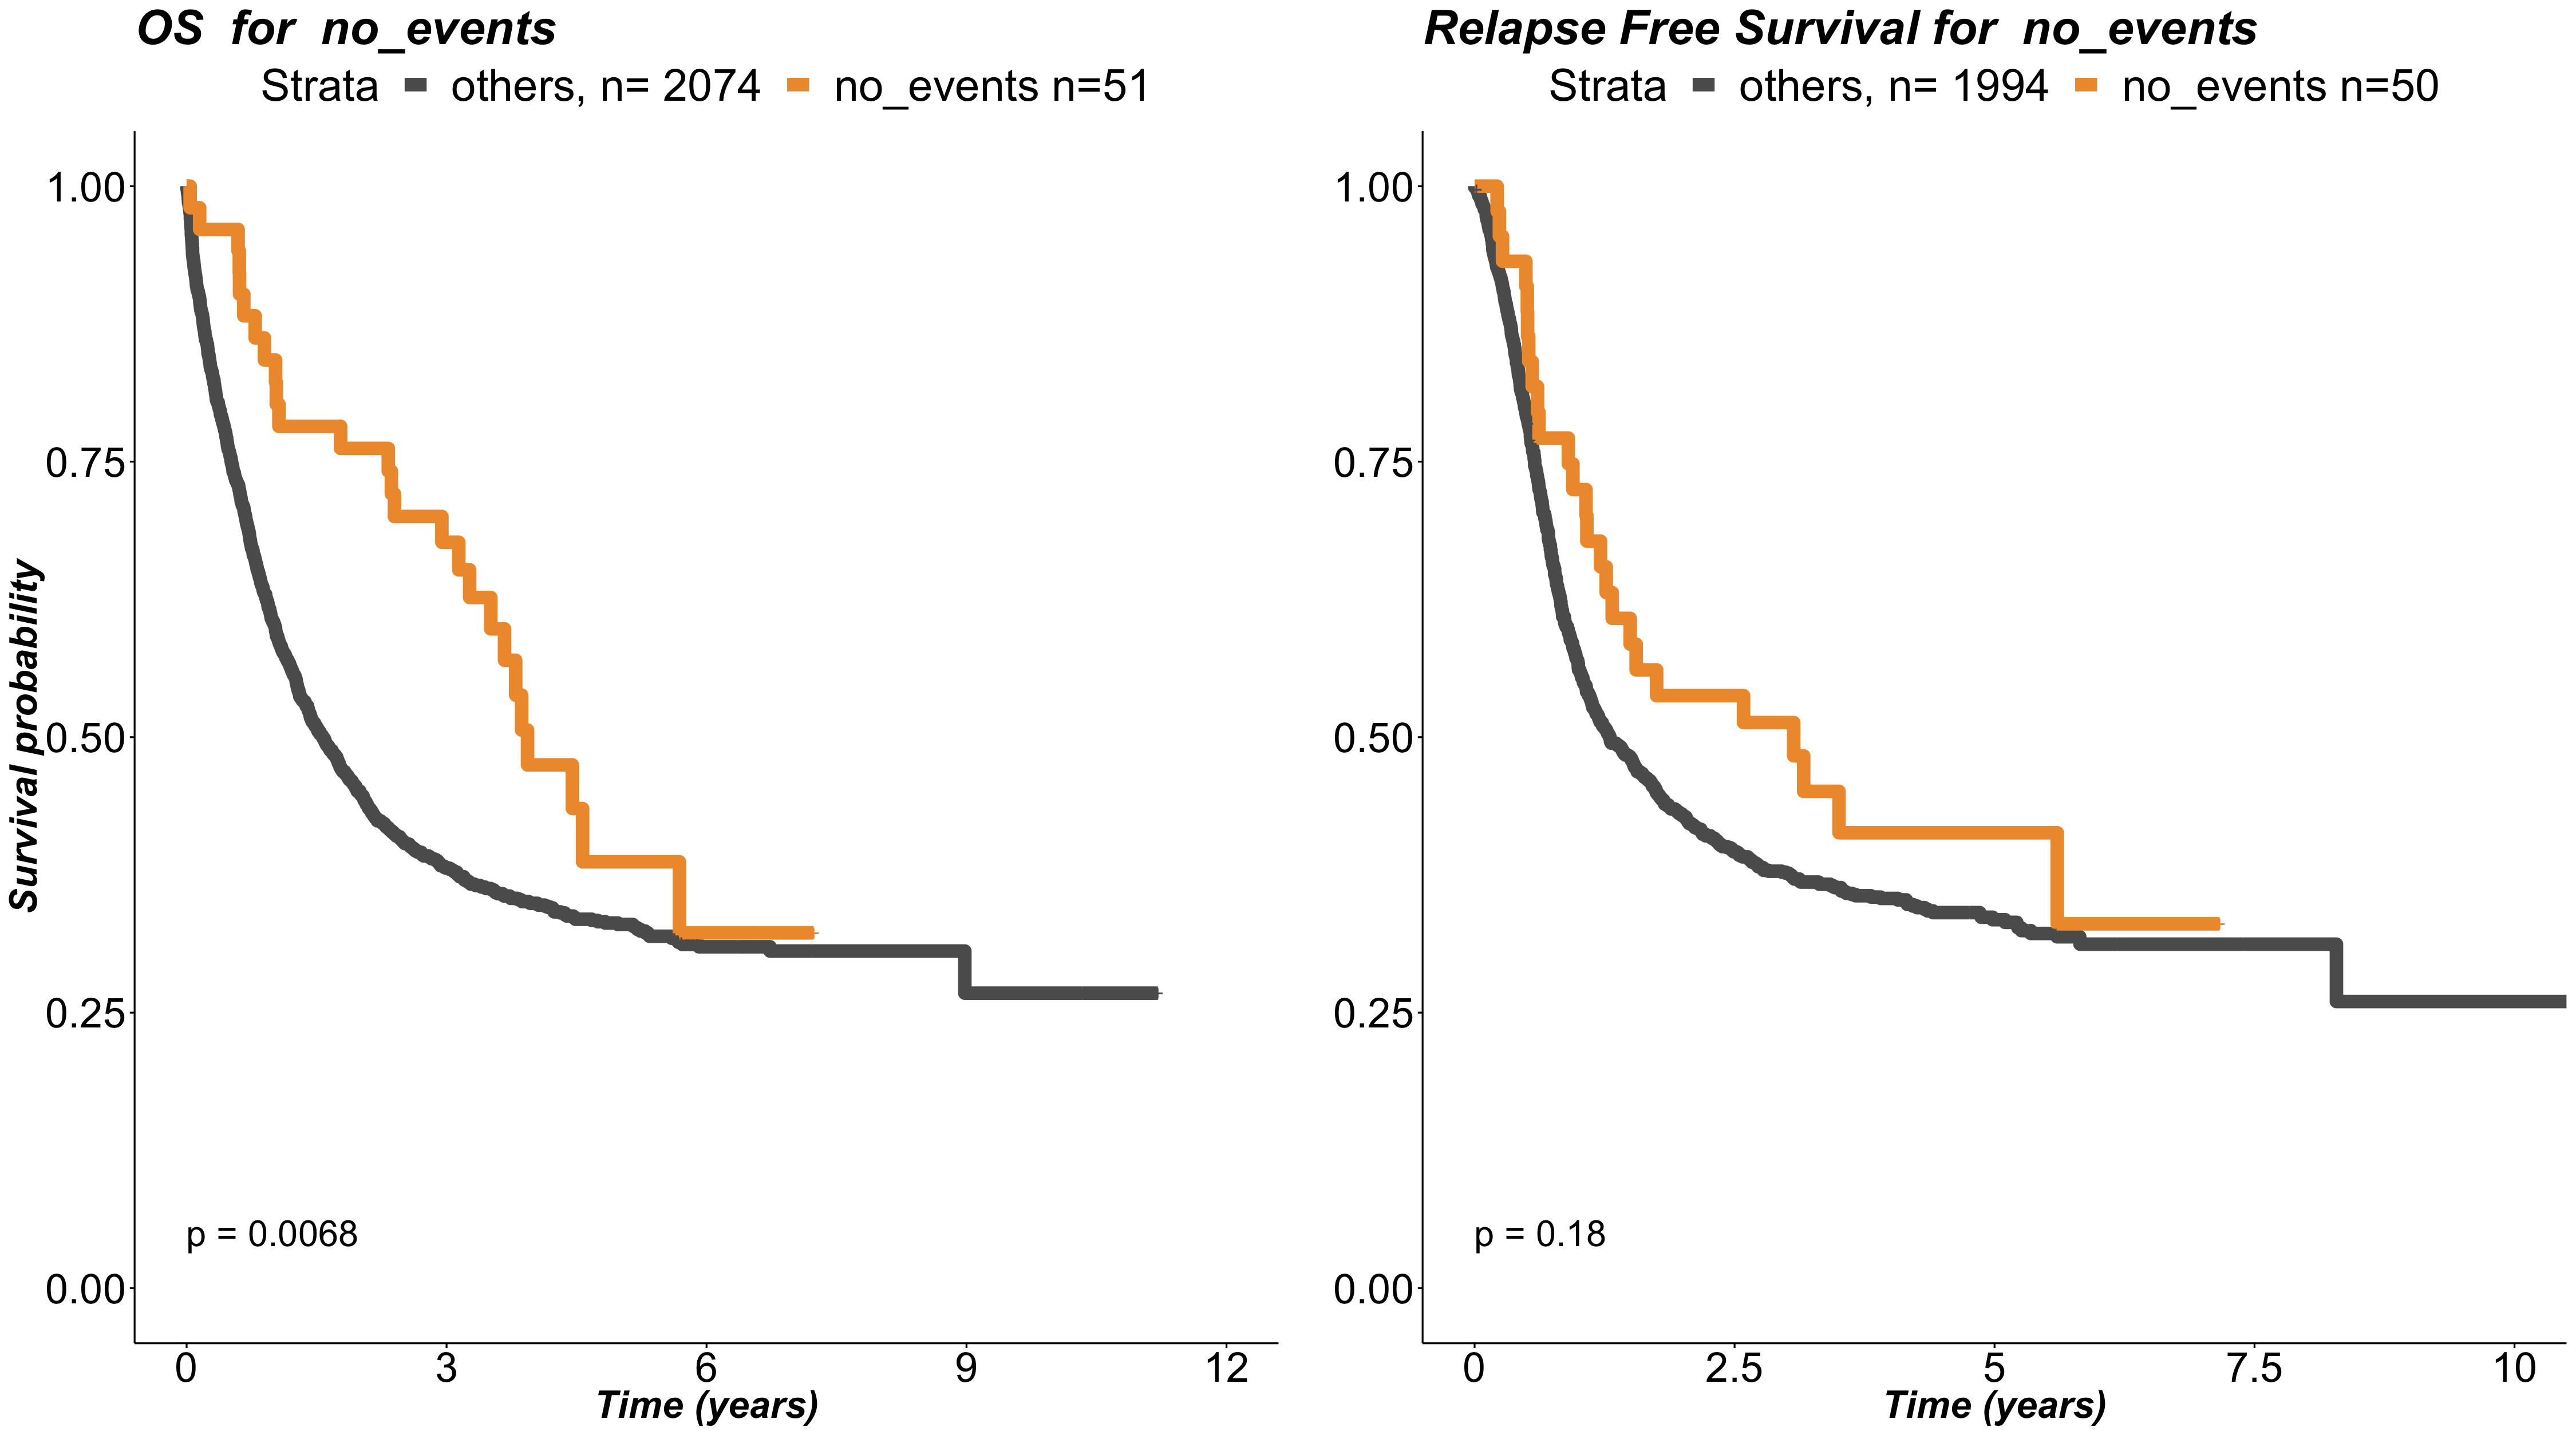 OS for no_events
Strata others, n= 2074 no_events n=51
Survival probability
1.00
0.75
0.50
0.25
0.00
p = 0.0068
0 3 6 9 12
Time (years)
Relapse Free Survival for no_events
Strata others, n= 1994 no_events n=50
1.00
0.75
0.50
0.25
0.00
p = 0.18
0 2.5 5 7.5 10
Time (years)